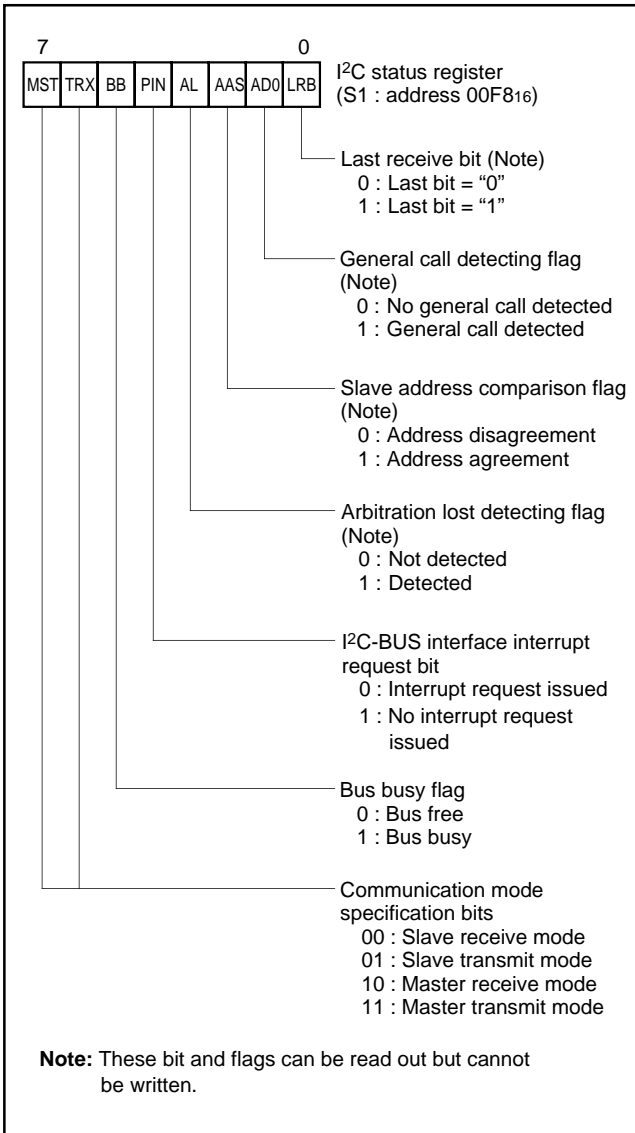 7 0
MST TRX BB PIN AL AAS AD0 LRB
I²C status register
(S1 : address 00F8₁₆)
Last receive bit (Note)
0 : Last bit = “0”
1 : Last bit = “1”
General call detecting flag
(Note)
0 : No general call detected
1 : General call detected
Slave address comparison flag
(Note)
0 : Address disagreement
1 : Address agreement
Arbitration lost detecting flag
(Note)
0 : Not detected
1 : Detected
I²C-BUS interface interrupt
request bit
0 : Interrupt request issued
1 : No interrupt request
issued
Bus busy flag
0 : Bus free
1 : Bus busy
Communication mode
specification bits
00 : Slave receive mode
01 : Slave transmit mode
10 : Master receive mode
11 : Master transmit mode
Note: These bit and flags can be read out but cannot
be written.